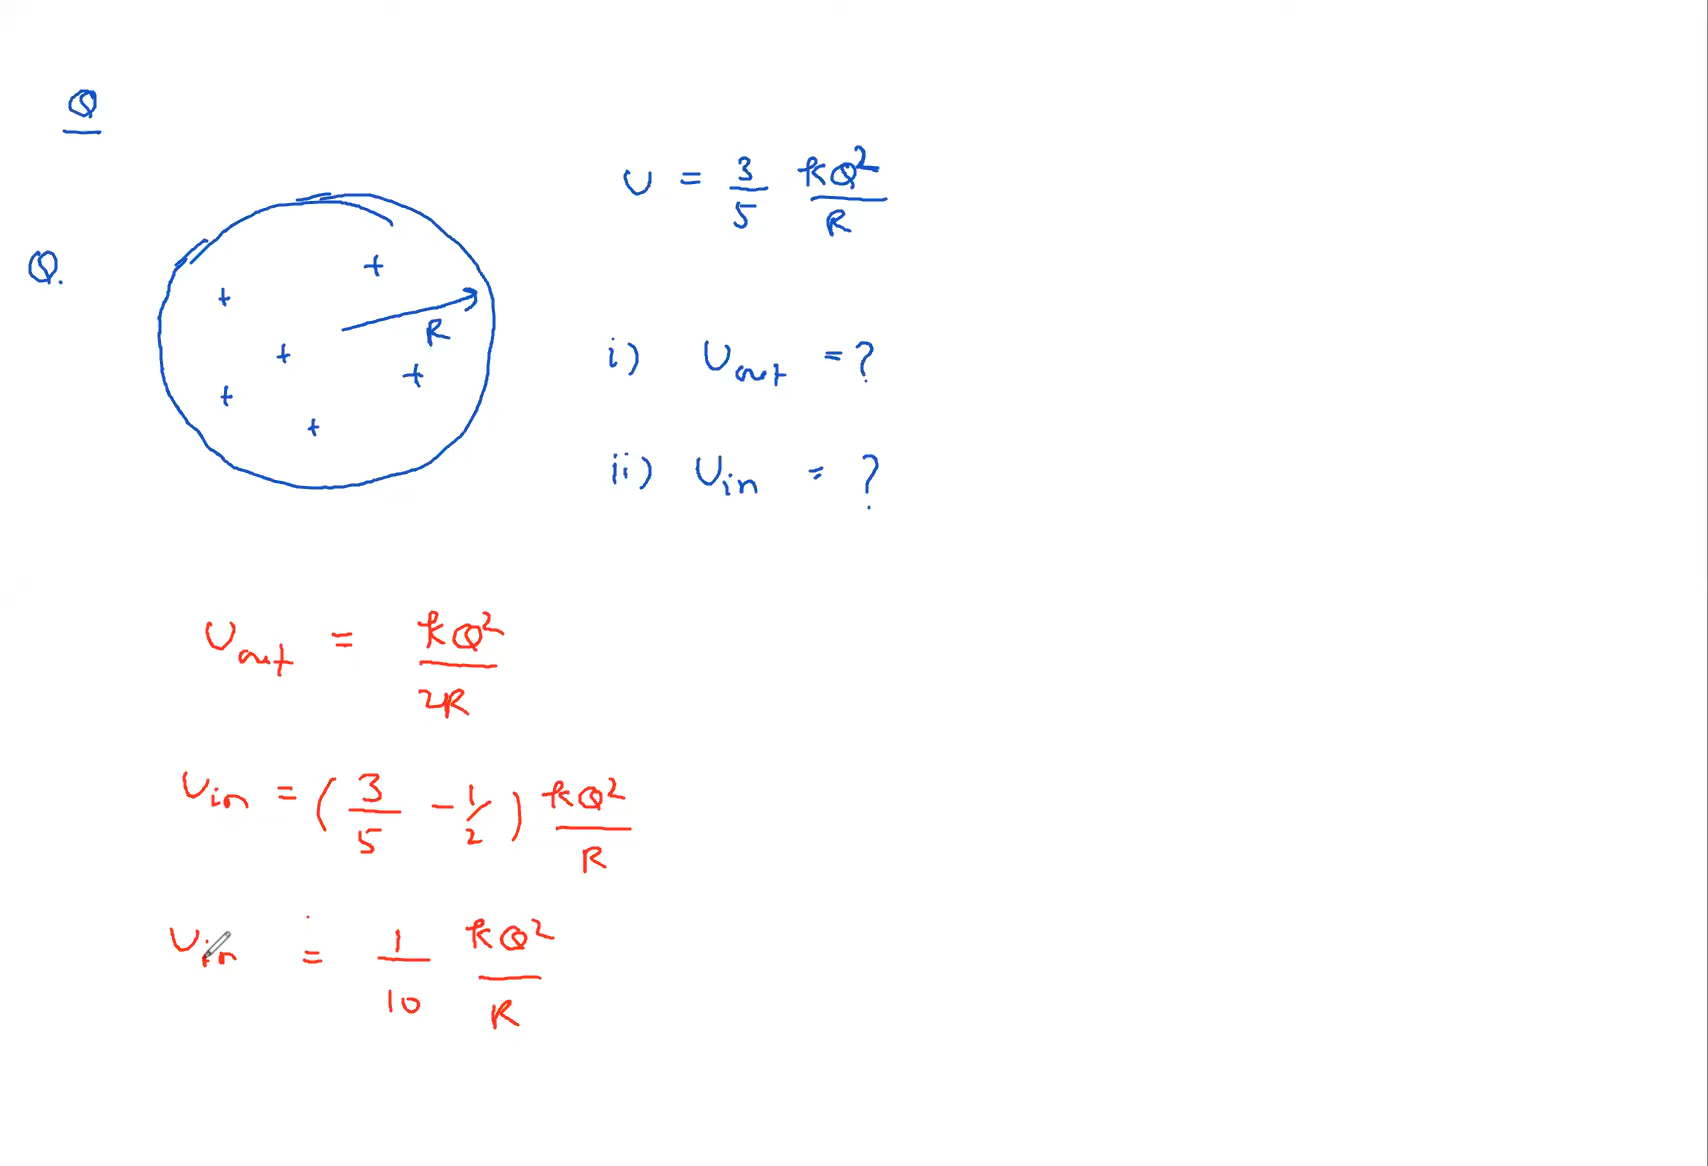 Q
U = 3/5 kQ²/R
Q.
R
i) U_out = ?
ii) U_in = ?
U_out = kQ²/2R
U_in = (3/5 - 1/2) kQ²/R
U_in = 1/10 kQ²/R